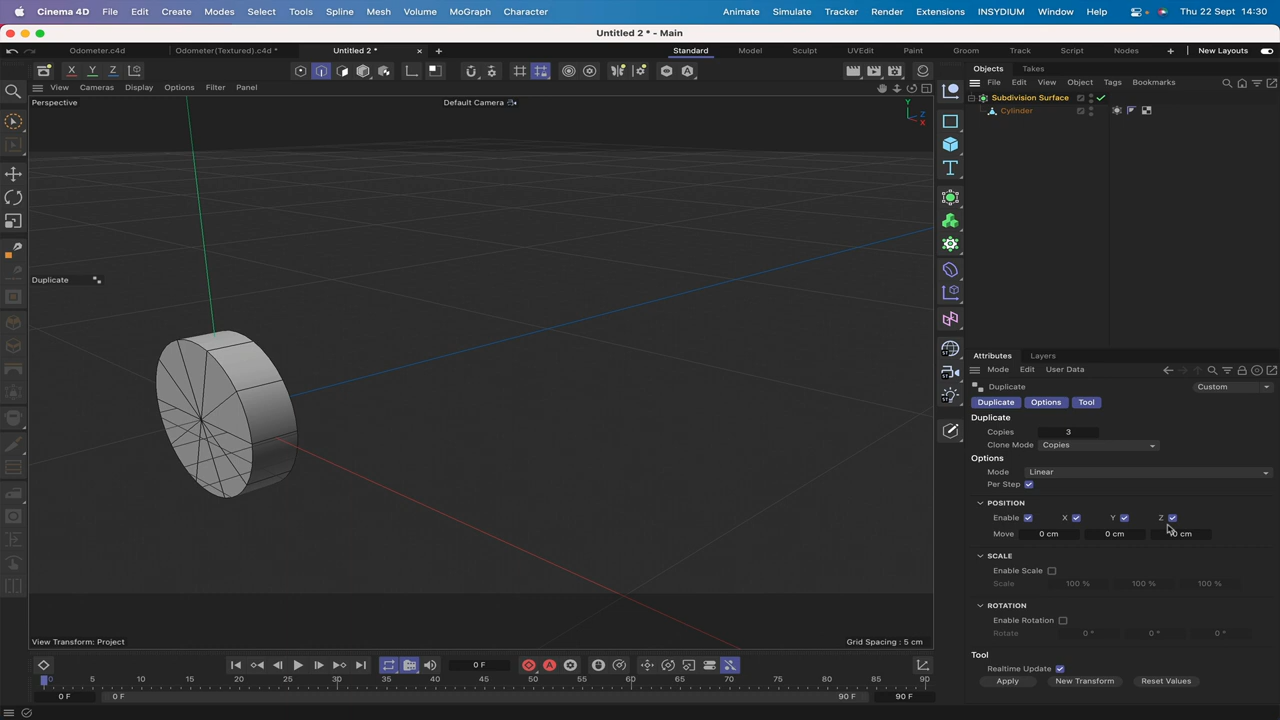 Cinema 4D File Edit Create Modes Select Tools Spline Mesh Volume MoGraph Character Animate Simulate Tracker Render Extensions INSYDIUM Window Help Thu 22 Sept 14:30
Untitled 2 * - Main
Odometer.c4d Odometer(Textured).c4d * Untitled 2 * × + Standard Model Sculpt UVEdit Paint Groom Track Script Nodes + New Layouts
X Y Z
Objects Takes
View Cameras Display Options Filter Panel
File Edit View Object Tags Bookmarks
Perspective Default Camera
Subdivision Surface
Cylinder
Y
Z
X
T
Duplicate
ST
ST
ST
Attributes Layers
Mode Edit User Data
Duplicate Custom
Duplicate Options Tool
Duplicate
Copies 3
Clone Mode Copies
Options
Mode Linear
Per Step
POSITION
Enable X Y Z
Move 0 cm 0 cm cm
SCALE
Enable Scale
Scale 100 % 100 % 100 %
ROTATION
Enable Rotation
Rotate 0 ° 0 ° 0 °
View Transform: Project Grid Spacing : 5 cm
Tool
Realtime Update
Apply New Transform Reset Values
0 F
0 5 10 15 20 25 30 35 40 45 50 55 60 65 70 75 80 85 90
0 F 0 F 90 F 90 F